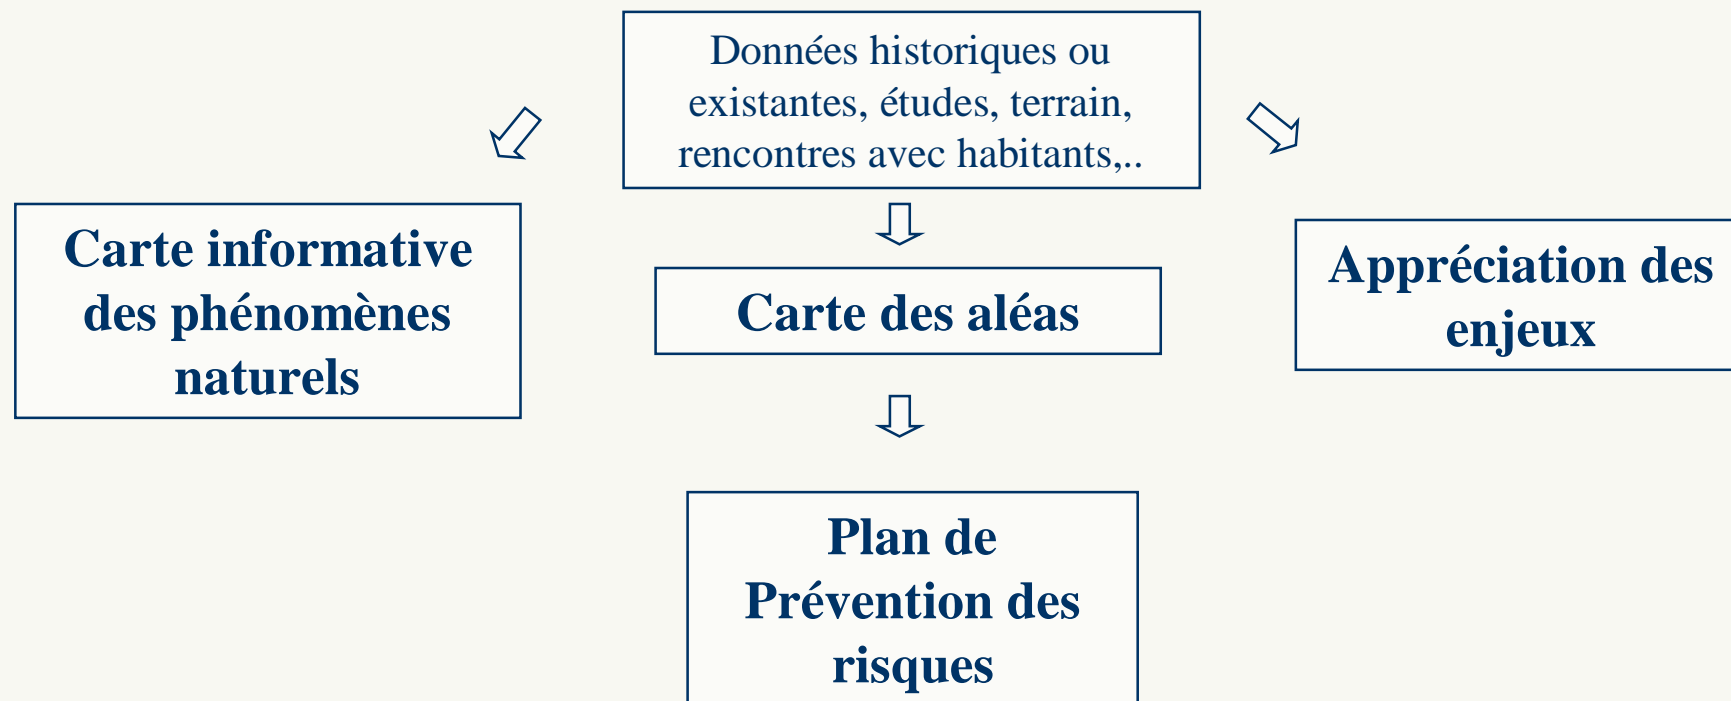 Données historiques ou
existantes, études, terrain,
rencontres avec habitants,..
Carte informative
des phénomènes
naturels
Carte des aléas
Appréciation des
enjeux
Plan de
Prévention des
risques